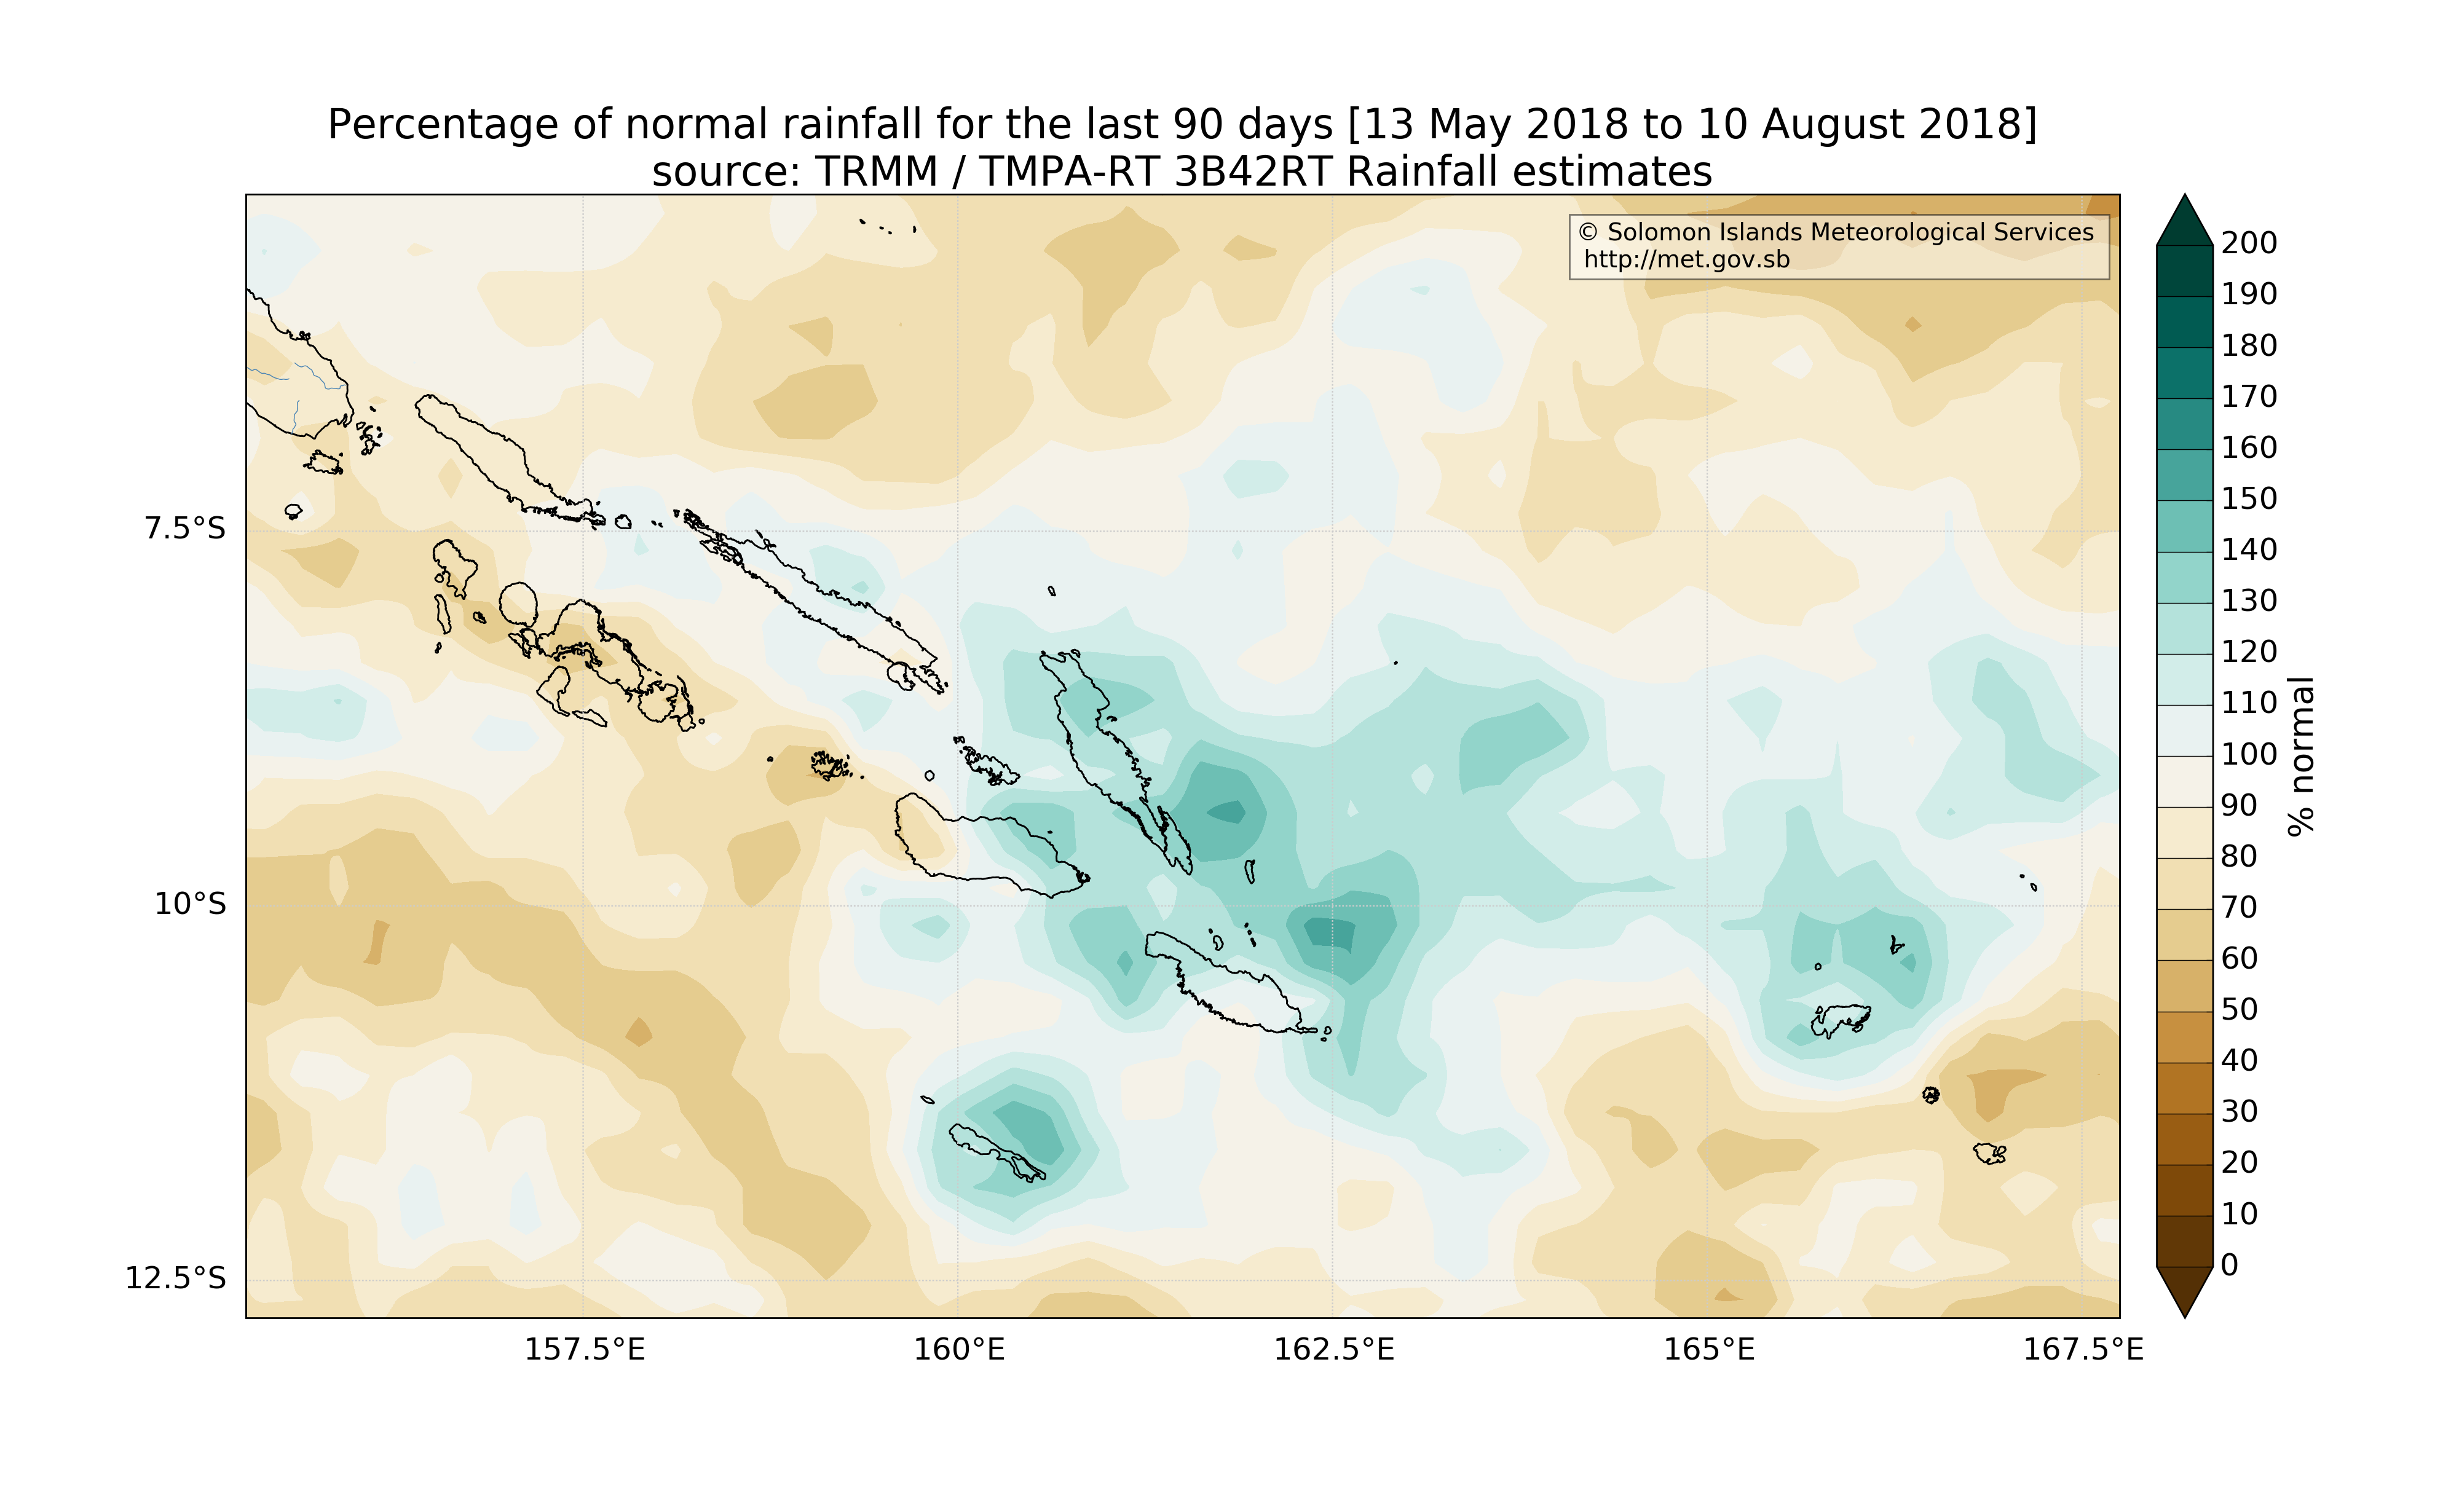 Percentage of normal rainfall for the last 90 days [13 May 2018 to 10 August 2018]
source: TRMM / TMPA-RT 3B42RT Rainfall estimates
© Solomon Islands Meteorological Services
http://met.gov.sb
7.5°S
10°S
12.5°S
157.5°E
160°E
162.5°E
165°E
167.5°E
200
190
180
170
160
150
140
130
120
110
100
90
80
70
60
50
40
30
20
10
0
% normal